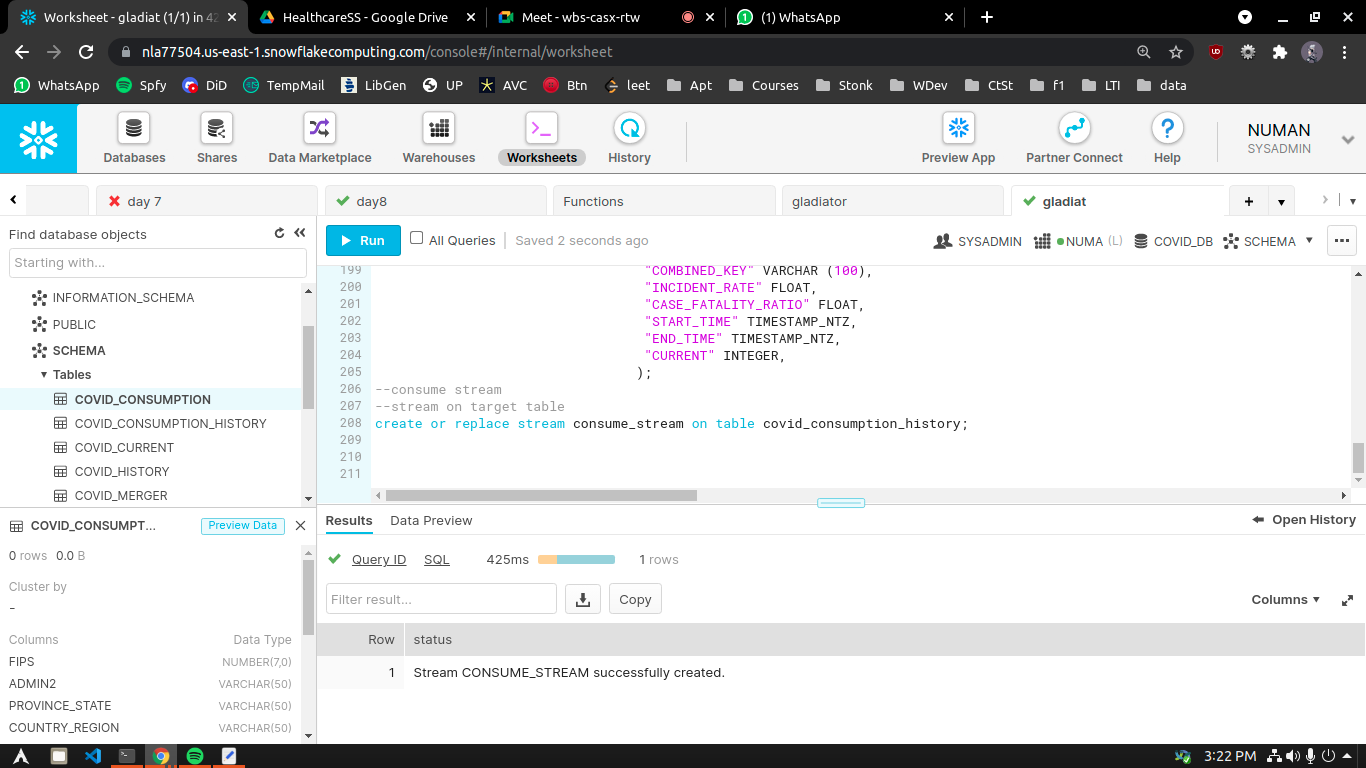 Worksheet - gladiat (1/1) in 42
HealthcareSS - Google Drive
Meet - wbs-casx-rtw
(1) WhatsApp
nla77504.us-east-1.snowflakecomputing.com/console#/internal/worksheet
WhatsApp Spfy DiD TempMail LibGen UP AVC Btn leet Apt Courses Stonk WDev CtSt f1 LTI data
Databases Shares Data Marketplace Warehouses Worksheets History Preview App Partner Connect Help
NUMAN
SYSADMIN
day 7 day8 Functions gladiator gladiat
Find database objects
Starting with...
INFORMATION_SCHEMA
PUBLIC
SCHEMA
Tables
COVID_CONSUMPTION
COVID_CONSUMPTION_HISTORY
COVID_CURRENT
COVID_HISTORY
COVID_MERGER
COVID_CONSUMPT... Preview Data
0 rows 0.0 B
Cluster by
-
Columns Data Type
FIPS NUMBER(7,0)
ADMIN2 VARCHAR(50)
PROVINCE_STATE VARCHAR(50)
COUNTRY_REGION VARCHAR(50)
Run All Queries Saved 2 seconds ago SYSADMIN NUMA (L) COVID_DB SCHEMA
199 "COMBINED_KEY" VARCHAR (100),
200 "INCIDENT_RATE" FLOAT,
201 "CASE_FATALITY_RATIO" FLOAT,
202 "START_TIME" TIMESTAMP_NTZ,
203 "END_TIME" TIMESTAMP_NTZ,
204 "CURRENT" INTEGER,
205 );
206 --consume stream
207 --stream on target table
208 create or replace stream consume_stream on table covid_consumption_history;
209
210
211
Results Data Preview Open History
Query ID SQL 425ms 1 rows
Filter result... Copy Columns
Row status
1 Stream CONSUME_STREAM successfully created.
3:22 PM